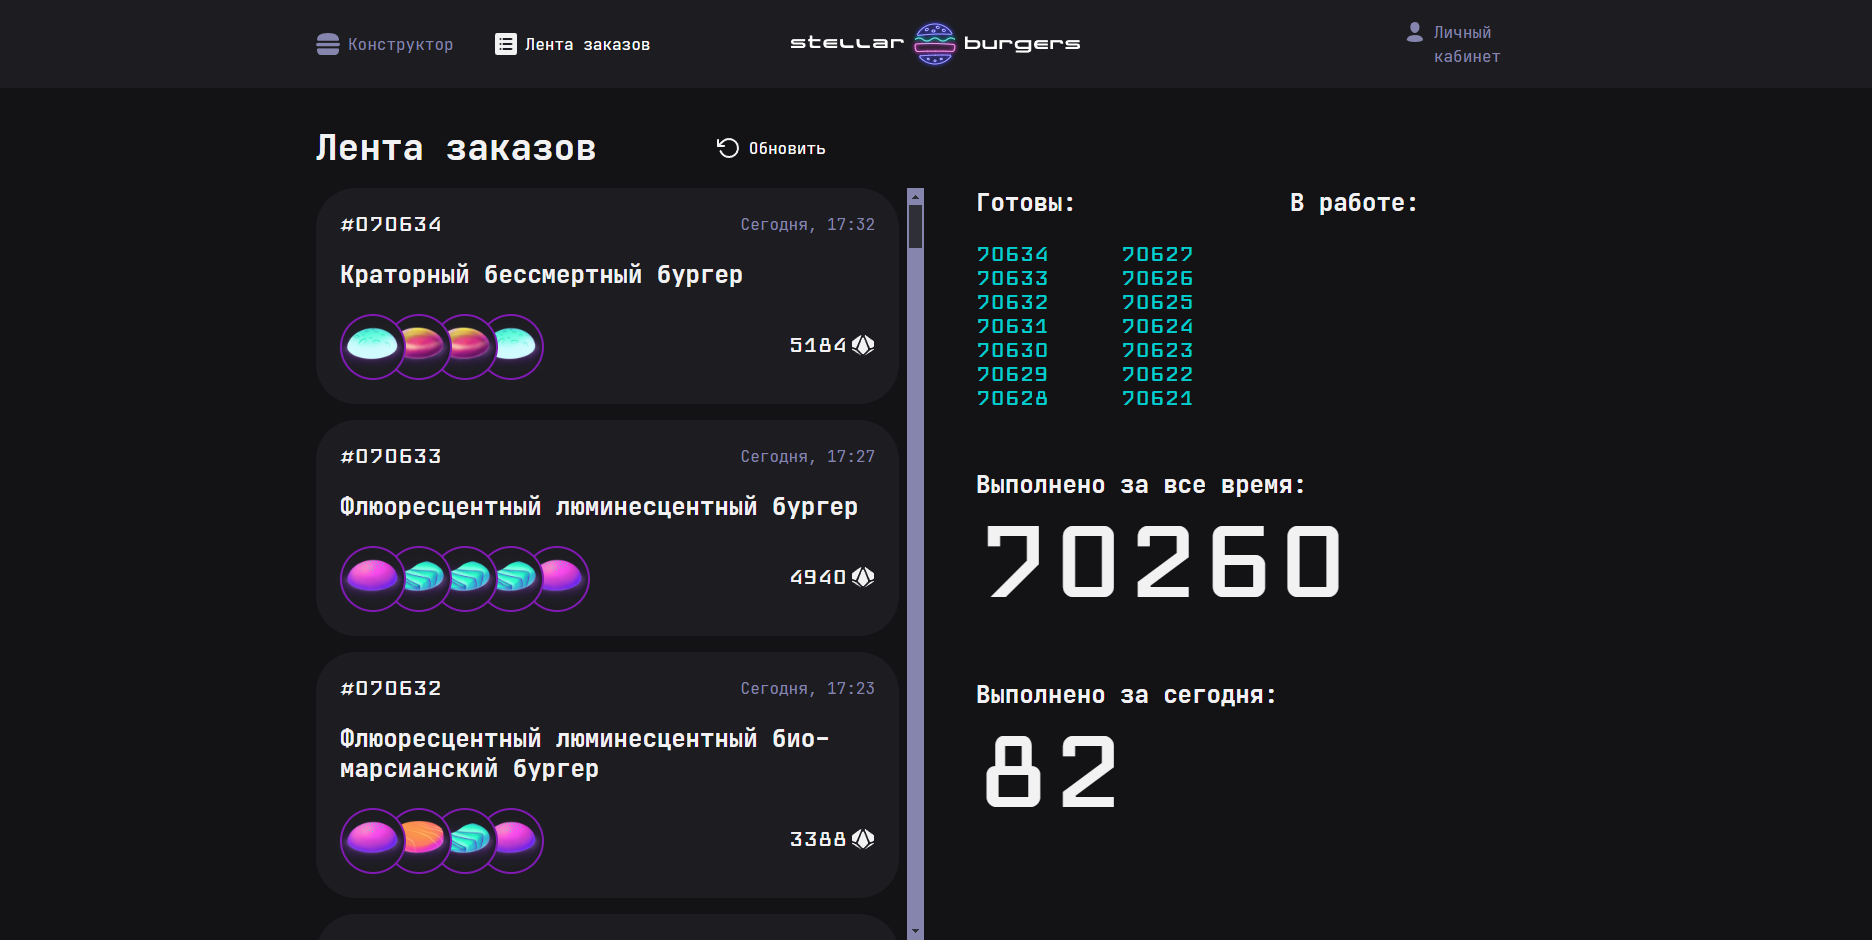 Конструктор
Лента заказов
stellar burgers
Личный
кабинет
Лента заказов
Обновить
#070634
Сегодня, 17:32
Краторный бессмертный бургер
5184
#070633
Сегодня, 17:27
Флюоресцентный люминесцентный бургер
4940
#070632
Сегодня, 17:23
Флюоресцентный люминесцентный био-
марсианский бургер
3388
Готовы:
В работе:
70634
70633
70632
70631
70630
70629
70628
70627
70626
70625
70624
70623
70622
70621
Выполнено за все время:
70260
Выполнено за сегодня:
82